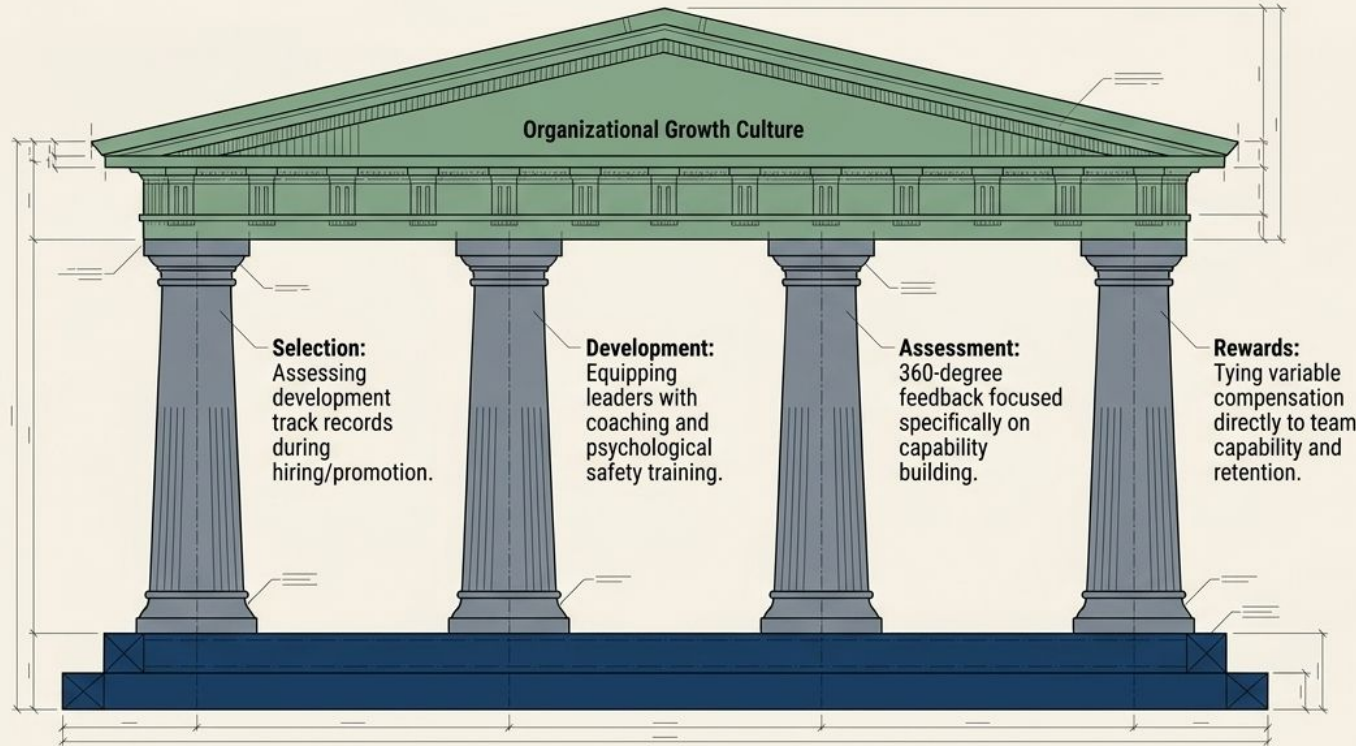 Organizational Growth Culture
Selection:
Assessing
development
track records
during
hiring/promotion.
Development:
Equipping
leaders with
coaching and
psychological
safety training.
Assessment:
360-degree
feedback focused
specifically on
capability
building.
Rewards:
Tying variable
compensation
directly to team
capability and
retention.